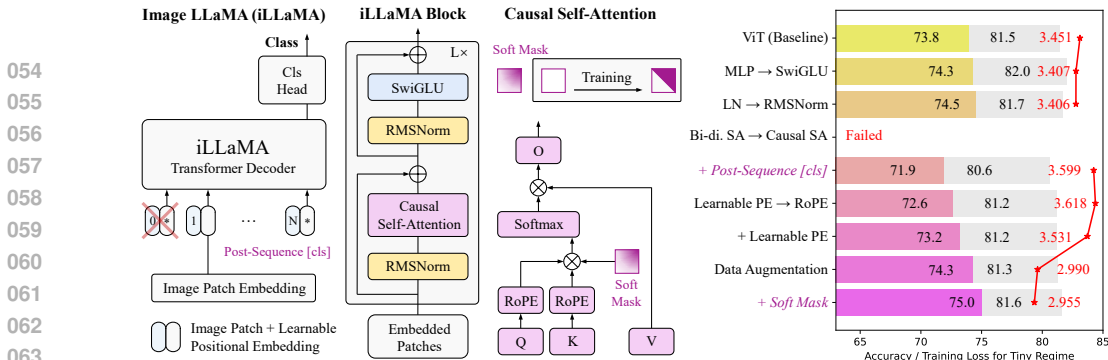 054
055
056
057
058
059
060
061
062
063
Image LLaMA (iLLaMA)
Class
Cls
Head
iLLaMA
Transformer Decoder
0 *
1
...
N *
Post-Sequence [cls]
Image Patch Embedding
Image Patch + Learnable
Positional Embedding
iLLaMA Block
L×
SwiGLU
RMSNorm
Causal
Self-Attention
RMSNorm
Embedded
Patches
Causal Self-Attention
Soft Mask
Training
O
Softmax
Soft
Mask
RoPE
RoPE
Q
K
V
ViT (Baseline) 73.8 81.5 3.451
MLP → SwiGLU 74.3 82.0 3.407
LN → RMSNorm 74.5 81.7 3.406
Bi-di. SA → Causal SA Failed
+ Post-Sequence [cls] 71.9 80.6 3.599
Learnable PE → RoPE 72.6 81.2 3.618
+ Learnable PE 73.2 81.2 3.531
Data Augmentation 74.3 81.3 2.990
+ Soft Mask 75.0 81.6 2.955
65 70 75 80 85
Accuracy / Training Loss for Tiny Regime